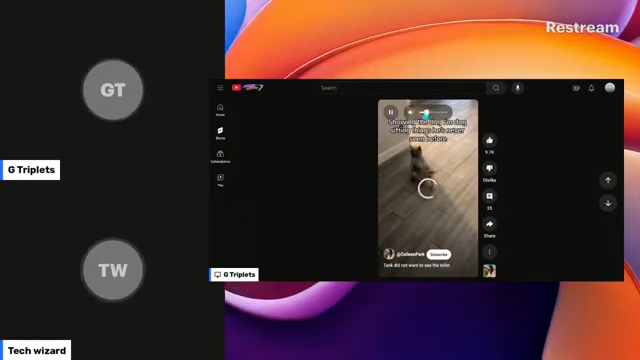 Restream
GT
G Triplets
TW
Tech wizard
Search
Home
Shorts
Subscriptions
You
Showing the dog I'm dog
sitting things he's never
seen before
9.7K
Dislike
35
Share
@ColleenPark
Subscribe
Tank did not want to see the toilet
G Triplets